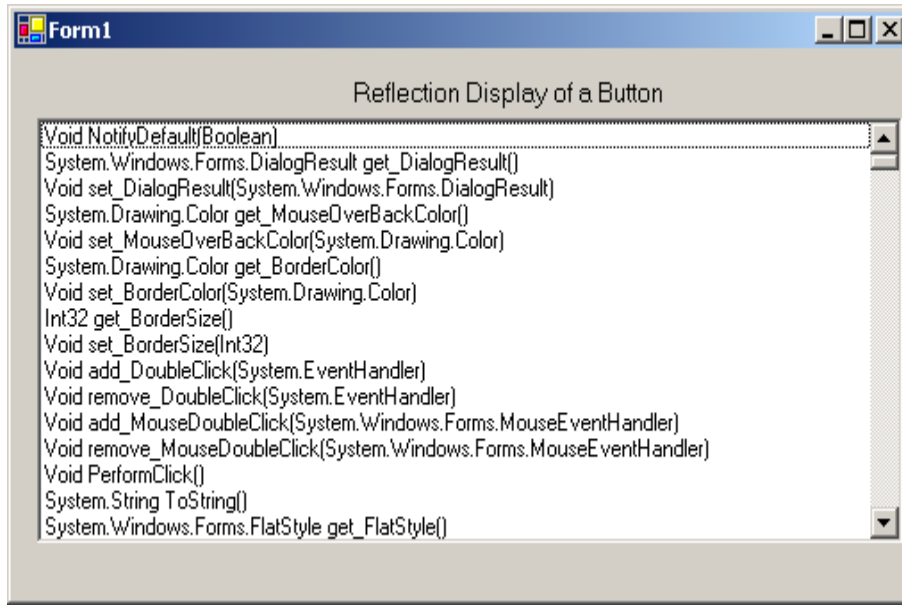 Form1
Reflection Display of a Button
Void NotifyDefault(Boolean)
System.Windows.Forms.DialogResult get_DialogResult()
Void set_DialogResult(System.Windows.Forms.DialogResult)
System.Drawing.Color get_MouseOverBackColor()
Void set_MouseOverBackColor(System.Drawing.Color)
System.Drawing.Color get_BorderColor()
Void set_BorderColor(System.Drawing.Color)
Int32 get_BorderSize()
Void set_BorderSize(Int32)
Void add_DoubleClick(System.EventHandler)
Void remove_DoubleClick(System.EventHandler)
Void add_MouseDoubleClick(System.Windows.Forms.MouseEventHandler)
Void remove_MouseDoubleClick(System.Windows.Forms.MouseEventHandler)
Void PerformClick()
System.String ToString()
System.Windows.Forms.FlatStyle get_FlatStyle()